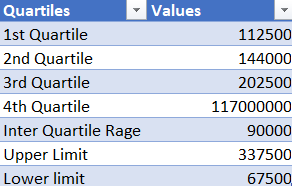 Quartiles Values
1st Quartile 112500
2nd Quartile 144000
3rd Quartile 202500
4th Quartile 117000000
Inter Quartile Rage 90000
Upper Limit 337500
Lower limit 67500